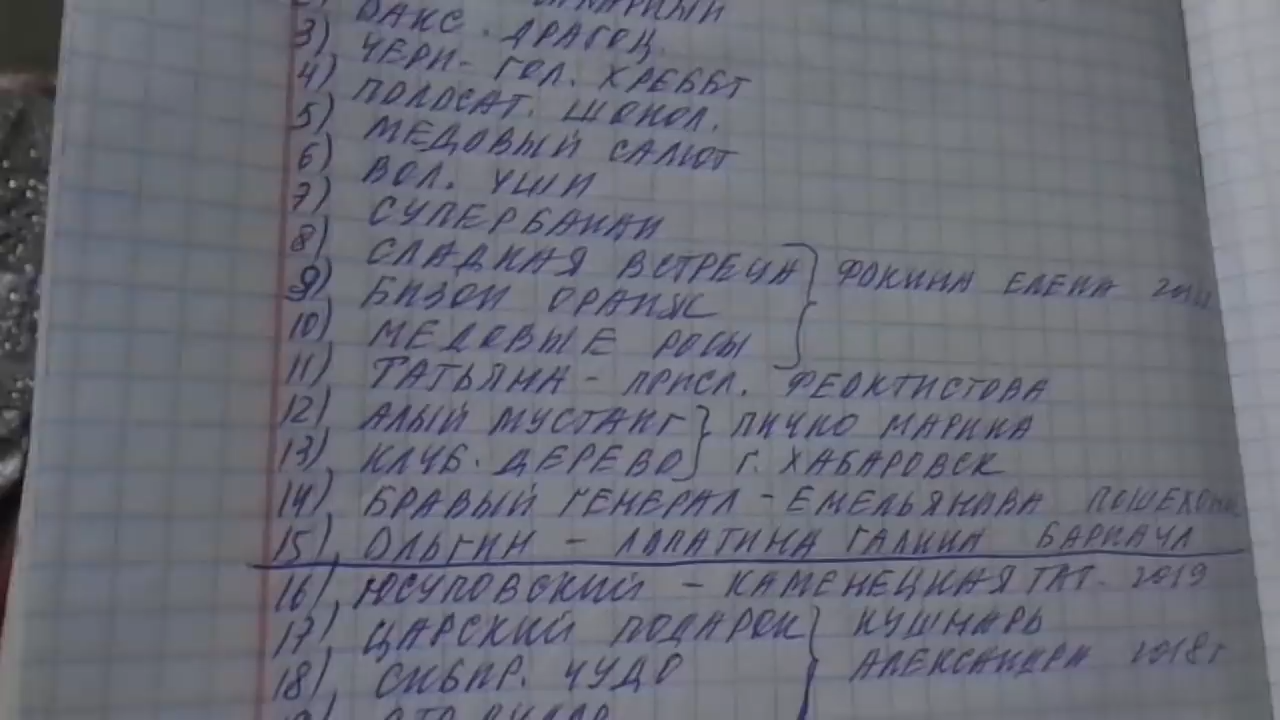 ДАКС. ДРАГОЦ.
3) ЧЕРН- ГОЛ. ХРЕБЕТ
4) ПОЛОСАТ. ШОКОЛ.
5) МЕДОВЫЙ САЛЮТ
6) ВОЛ. УШИ
7) СУПЕРБАНАН
8) СЛАДКАЯ ВСТРЕЧА } ФОКИНА ЕЛЕНА
9) БИЗОН ОРАНЖ
10) МЕДОВЫЕ РОСЫ
11) ТАТЬЯНА - ПРИСЛ. ФЕОКТИСТОВА
12) АЛЫЙ МУСТАНГ } ПИЧКО МАРИНА
13) КЛУБ. ДЕРЕВО } Г. ХАБАРОВСК
14) БРАВЫЙ ГЕНЕРАЛ - ЕМЕЛЬЯНОВА
15) ОЛЬГИН - ЛАПАТИНА ГАЛИНА БАРНАУЛ
16) ЮСУПОВСКИЙ - КАМЕНЕЦКАЯ ТАТ. 2019
17) ЦАРСКИЙ ПОДАРОК } КУШНАРЬ
18) СИБИР. ЧУДО АЛЕКСАНДРА 2018 г